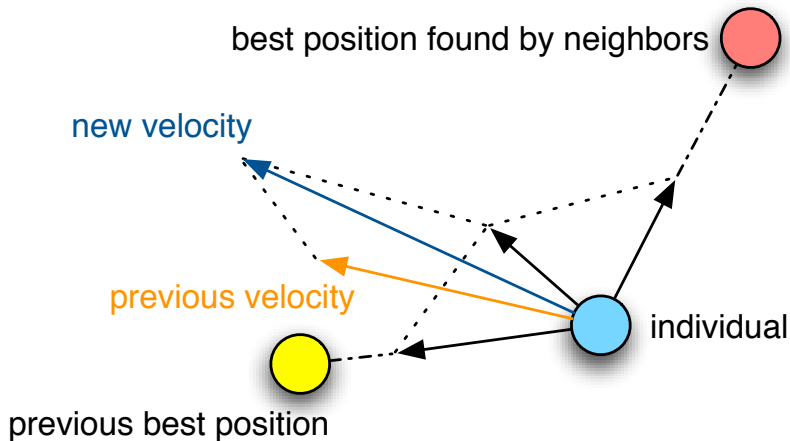 best position found by neighbors
new velocity
previous velocity
individual
previous best position